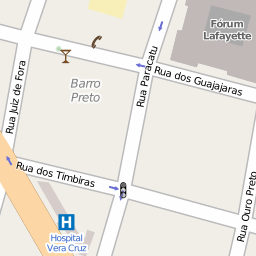 Fórum
Lafayette
Rua Paracatu
Rua dos Guajajaras
Rua Juiz de Fora
Barro
Preto
Rua dos Timbiras
Rua Ouro Preto
H
Hospital
Vera Cruz